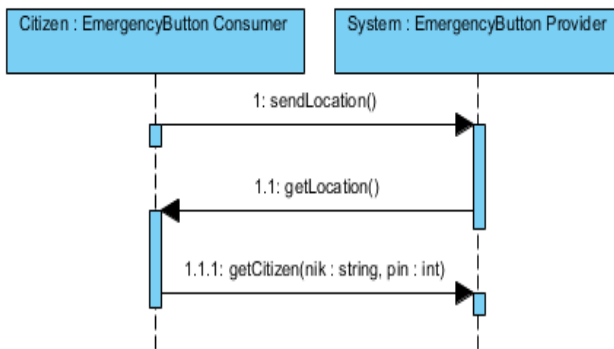 Citizen : EmergencyButton Consumer
System : EmergencyButton Provider
1: sendLocation()
1.1: getLocation()
1.1.1: getCitizen(nik : string, pin : int)